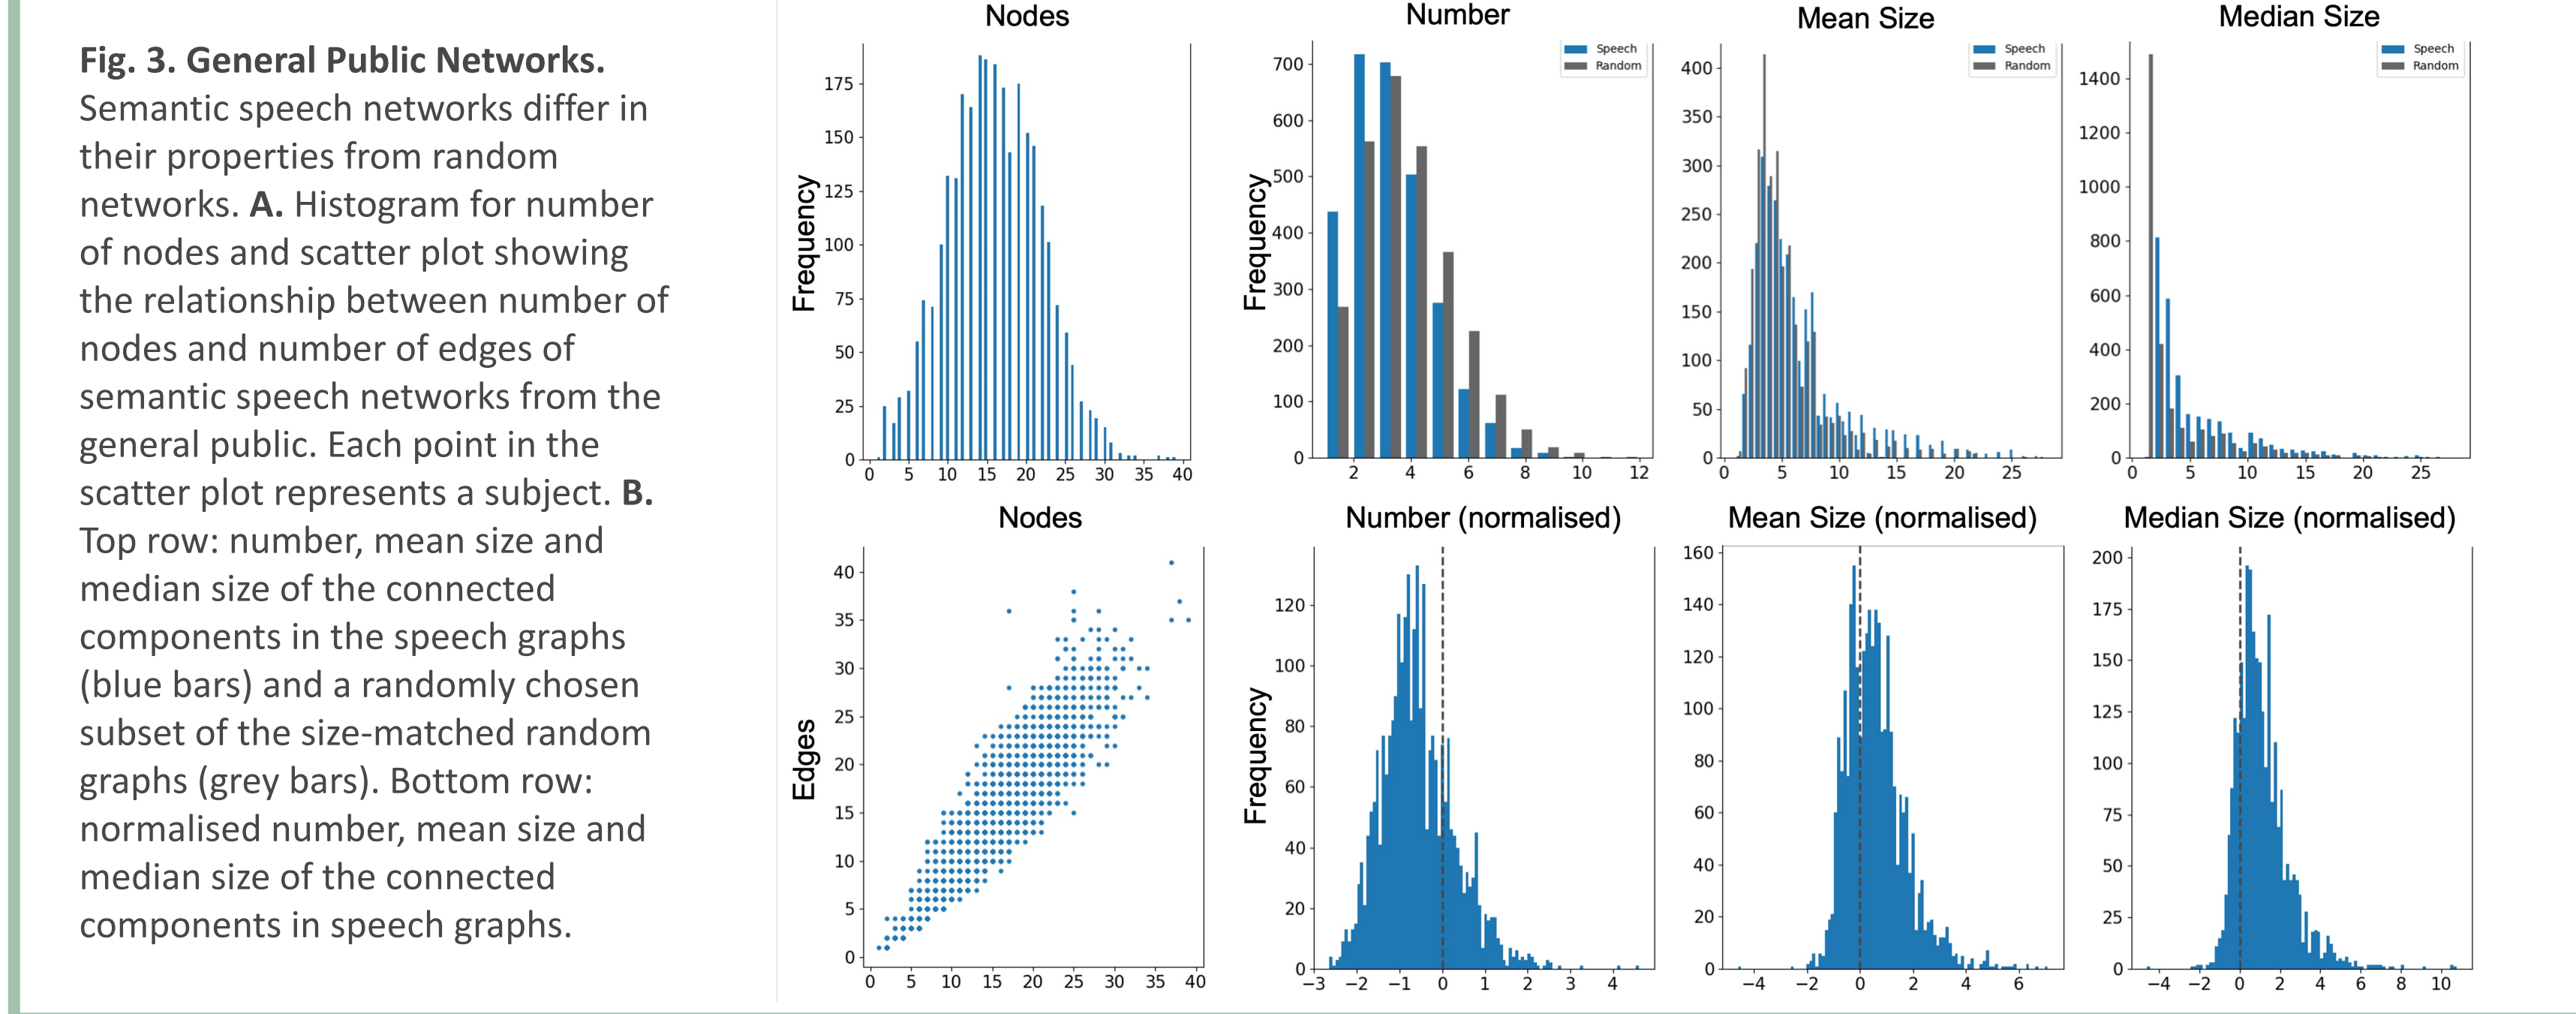 Fig. 3. General Public Networks.
Semantic speech networks differ in
their properties from random
networks. A. Histogram for number
of nodes and scatter plot showing
the relationship between number of
nodes and number of edges of
semantic speech networks from the
general public. Each point in the
scatter plot represents a subject. B.
Top row: number, mean size and
median size of the connected
components in the speech graphs
(blue bars) and a randomly chosen
subset of the size-matched random
graphs (grey bars). Bottom row:
normalised number, mean size and
median size of the connected
components in speech graphs.
Nodes
Frequency
175
150
125
100
75
50
25
0
0 5 10 15 20 25 30 35 40
Number
Speech
Random
Frequency
700
600
500
400
300
200
100
0
2 4 6 8 10 12
Mean Size
Speech
Random
400
350
300
250
200
150
100
50
0
0 5 10 15 20 25
Median Size
Speech
Random
1400
1200
1000
800
600
400
200
0
0 5 10 15 20 25
Nodes
Edges
40
35
30
25
20
15
10
5
0
0 5 10 15 20 25 30 35 40
Number (normalised)
Frequency
120
100
80
60
40
20
0
−3 −2 −1 0 1 2 3 4
Mean Size (normalised)
160
140
120
100
80
60
40
20
0
−4 −2 0 2 4 6
Median Size (normalised)
200
175
150
125
100
75
50
25
0
−4 −2 0 2 4 6 8 10